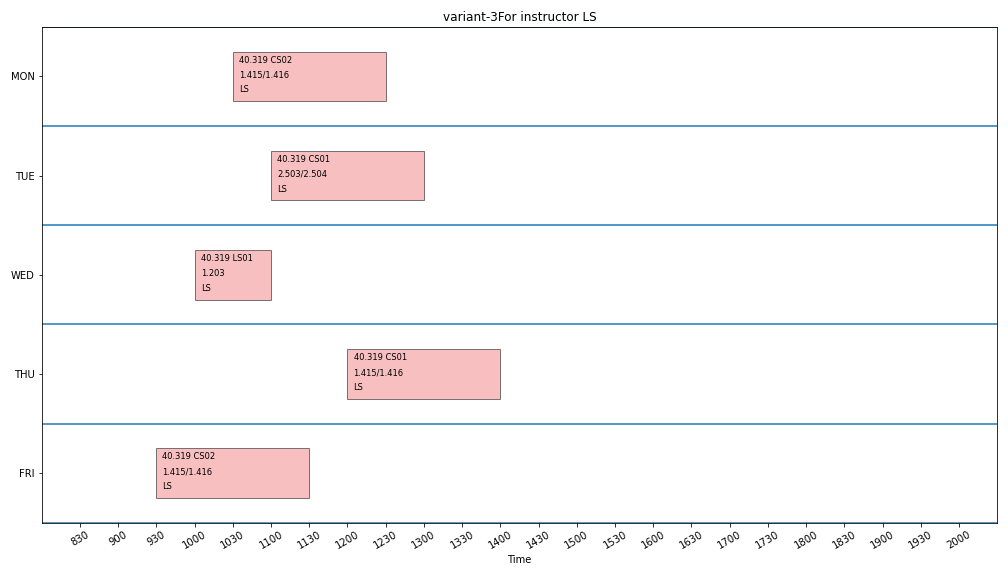 variant-3For instructor LS
MON
40.319 CS02
1.415/1.416
LS
TUE
40.319 CS01
2.503/2.504
LS
WED
40.319 LS01
1.203
LS
THU
40.319 CS01
1.415/1.416
LS
FRI
40.319 CS02
1.415/1.416
LS
830 900 930 1000 1030 1100 1130 1200 1230 1300 1330 1400 1430 1500 1530 1600 1630 1700 1730 1800 1830 1900 1930 2000
Time